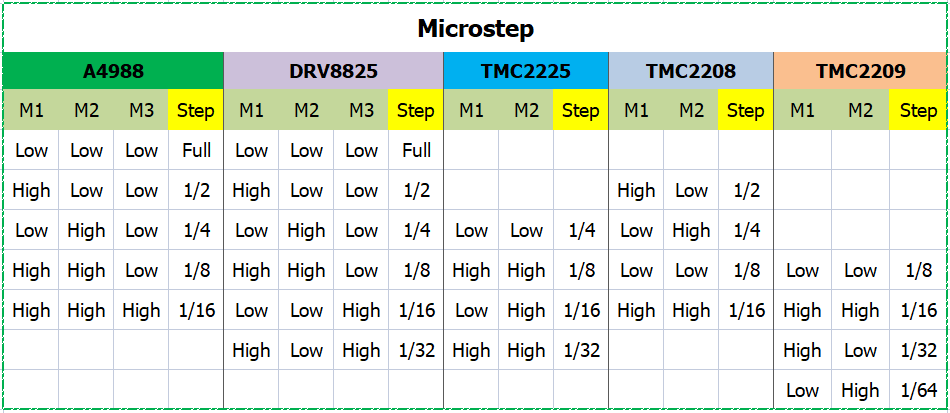 Microstep
A4988 DRV8825 TMC2225 TMC2208 TMC2209
M1 M2 M3 Step M1 M2 M3 Step M1 M2 Step M1 M2 Step M1 M2 Step
Low Low Low Full Low Low Low Full
High Low Low 1/2 High Low Low 1/2 High Low 1/2
Low High Low 1/4 Low High Low 1/4 Low Low 1/4 Low High 1/4
High High Low 1/8 High High Low 1/8 High High 1/8 Low Low 1/8 Low Low 1/8
High High High 1/16 Low Low High 1/16 Low High 1/16 High High 1/16 High High 1/16
High Low High 1/32 High High 1/32 High Low 1/32
Low High 1/64